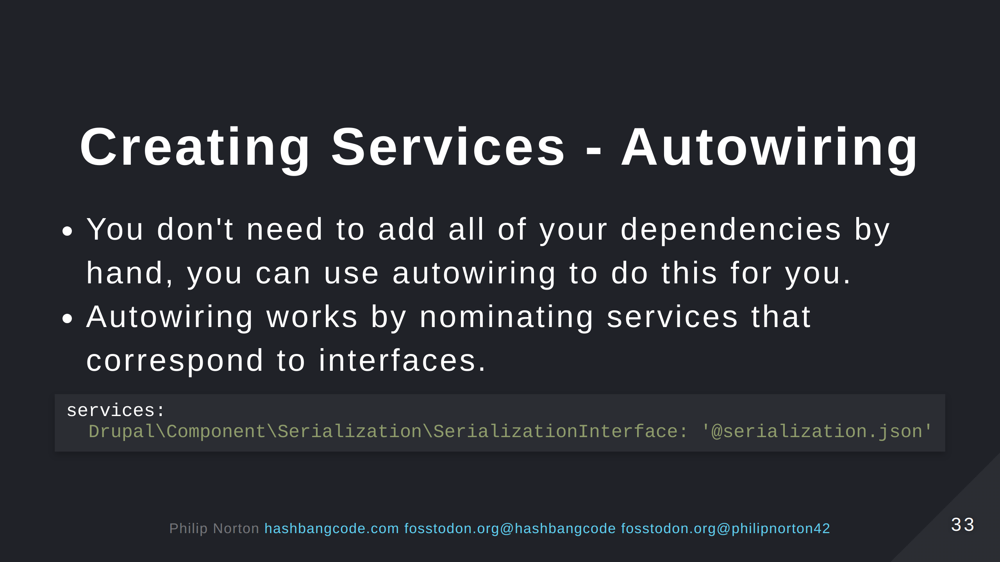 Creating Services - Autowiring
• You don't need to add all of your dependencies by
hand, you can use autowiring to do this for you.
• Autowiring works by nominating services that
correspond to interfaces.
services:
  Drupal\Component\Serialization\SerializationInterface: '@serialization.json'
Philip Norton hashbangcode.com fosstodon.org@hashbangcode fosstodon.org@philipnorton42
33